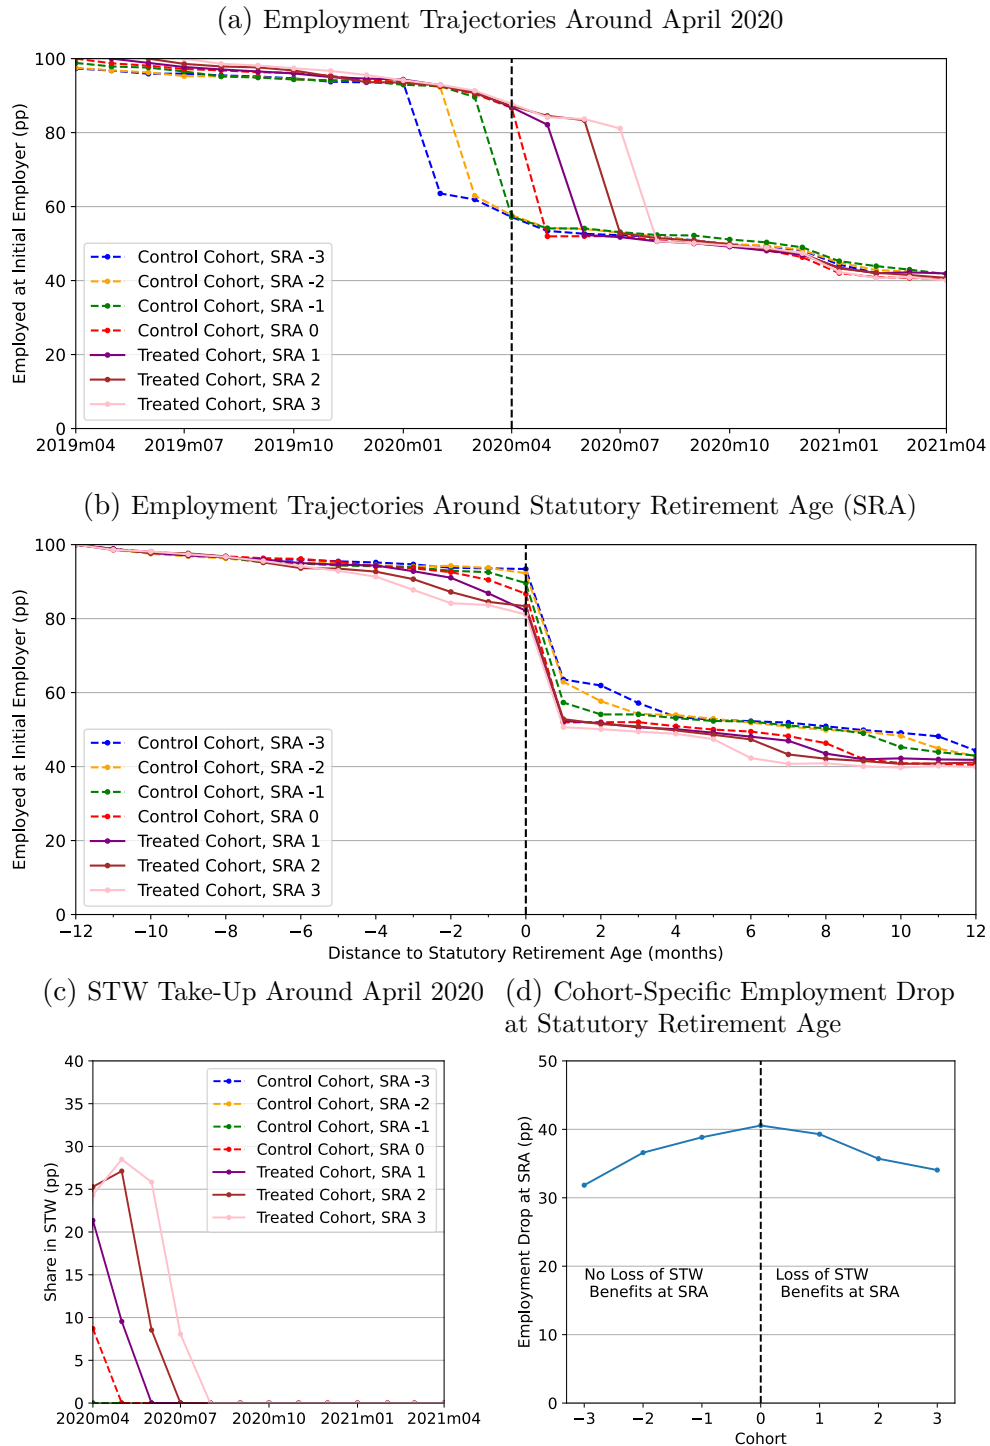 (a) Employment Trajectories Around April 2020
Employed at Initial Employer (pp)
100
80
60
40
20
0
Control Cohort, SRA -3
Control Cohort, SRA -2
Control Cohort, SRA -1
Control Cohort, SRA 0
Treated Cohort, SRA 1
Treated Cohort, SRA 2
Treated Cohort, SRA 3
2019m04 2019m07 2019m10 2020m01 2020m04 2020m07 2020m10 2021m01 2021m04
(b) Employment Trajectories Around Statutory Retirement Age (SRA)
Employed at Initial Employer (pp)
100
80
60
40
20
0
Control Cohort, SRA -3
Control Cohort, SRA -2
Control Cohort, SRA -1
Control Cohort, SRA 0
Treated Cohort, SRA 1
Treated Cohort, SRA 2
Treated Cohort, SRA 3
−12 −10 −8 −6 −4 −2 0 2 4 6 8 10 12
Distance to Statutory Retirement Age (months)
(c) STW Take-Up Around April 2020
Share in STW (pp)
40
35
30
25
20
15
10
5
0
Control Cohort, SRA -3
Control Cohort, SRA -2
Control Cohort, SRA -1
Control Cohort, SRA 0
Treated Cohort, SRA 1
Treated Cohort, SRA 2
Treated Cohort, SRA 3
2020m04 2020m07 2020m10 2021m01 2021m04
(d) Cohort-Specific Employment Drop
at Statutory Retirement Age
Employment Drop at SRA (pp)
50
40
30
20
10
0
No Loss of STW
Benefits at SRA
Loss of STW
Benefits at SRA
−3 −2 −1 0 1 2 3
Cohort